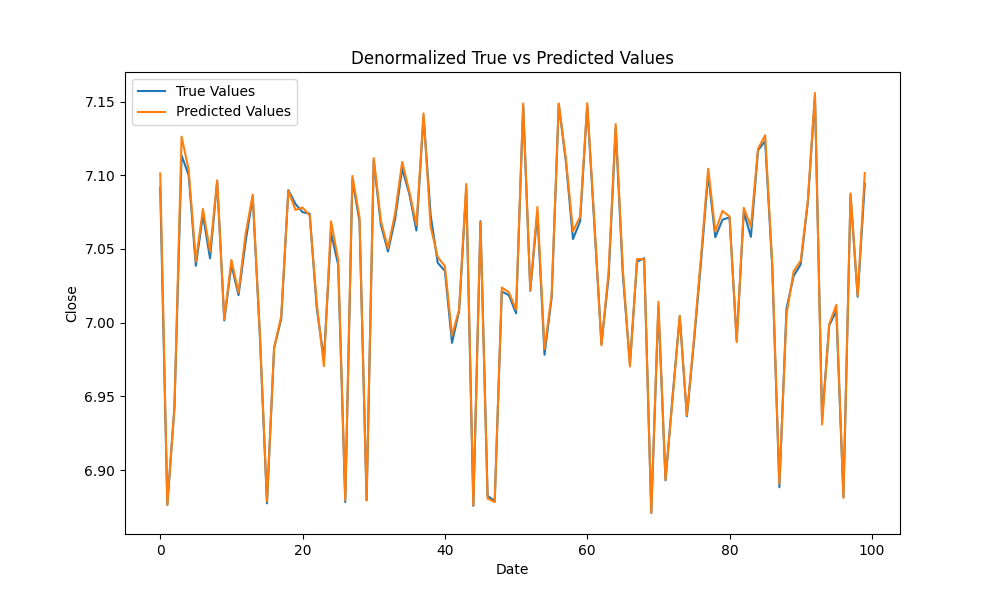 Denormalized True vs Predicted Values
True Values
Predicted Values
7.15
7.10
7.05
7.00
6.95
6.90
Close
0 20 40 60 80 100
Date